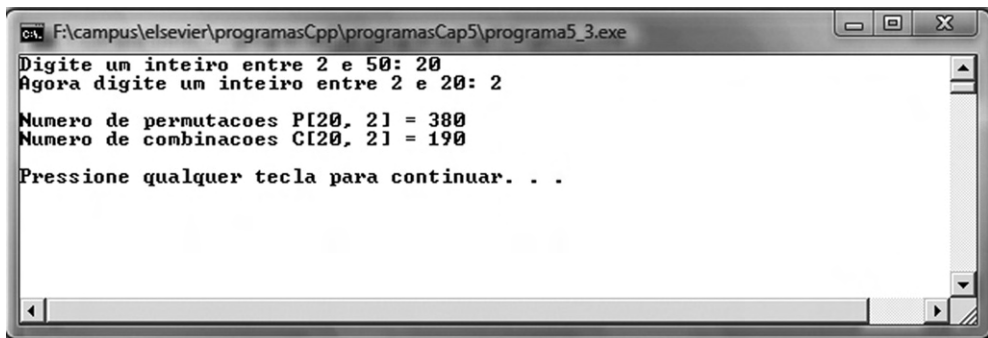 F:\campus\elsevier\programasCpp\programasCap5\programa5_3.exe
Digite um inteiro entre 2 e 50: 20
Agora digite um inteiro entre 2 e 20: 2
Numero de permutacoes P[20, 2] = 380
Numero de combinacoes C[20, 2] = 190
Pressione qualquer tecla para continuar. . .